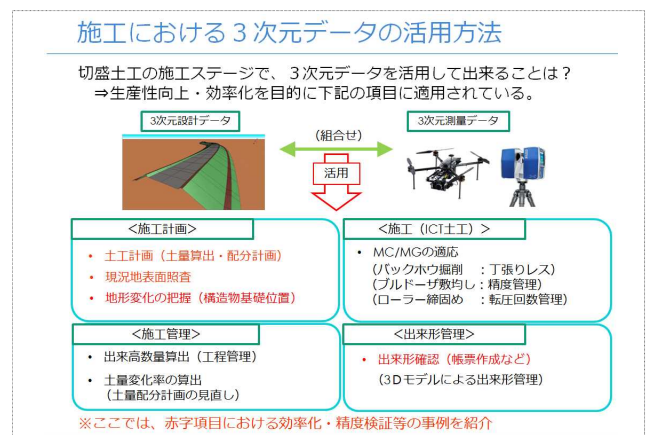 施工における３次元データの活用方法
切盛土工の施工ステージで、３次元データを活用して出来ることは？
⇒生産性向上・効率化を目的に下記の項目に適用されている。
3次元設計データ
（組合せ）
3次元測量データ
活用
＜施工計画＞
• 土工計画（土量算出・配分計画）
• 現況地表面照査
• 地形変化の把握（構造物基礎位置）
＜施工（ICT土工）＞
• MC/MGの適応
（バックホウ掘削　：丁張りレス）
（ブルドーザ敷均し：精度管理）
（ローラー締固め　：転圧回数管理）
＜施工管理＞
• 出来高数量算出（工程管理）
• 土量変化率の算出
（土量配分計画の見直し）
＜出来形管理＞
• 出来形確認（帳票作成など）
（３Ｄモデルによる出来形管理）
※ここでは、赤字項目における効率化・精度検証等の事例を紹介